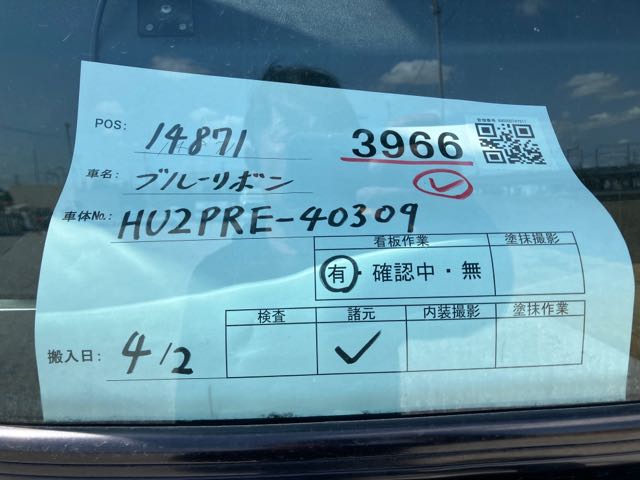 POS: 14871 3966
車名: ブルーリボン
車体No.: HU2PRE-40309
看板作業 塗抹撮影
有・確認中・無
検査 諸元 内装撮影 塗抹作業
搬入日: 4/2 ✓